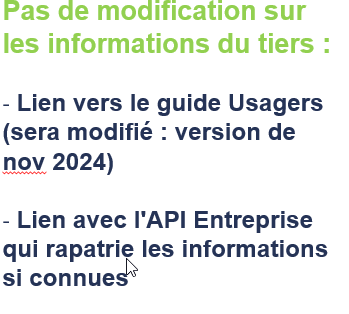 Pas de modification sur
les informations du tiers :
- Lien vers le guide Usagers
(sera modifié : version de
nov 2024)
- Lien avec l'API Entreprise
qui rapatrie les informations
si connues